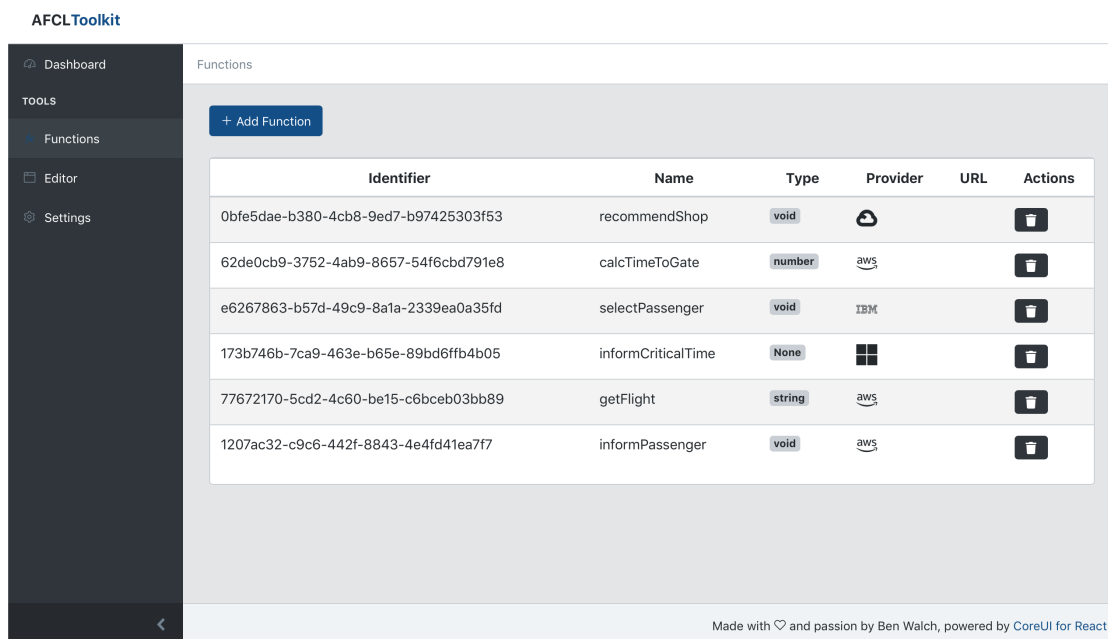 AFCLToolkit
Dashboard
Functions
TOOLS
Functions
Editor
Settings
+ Add Function
Identifier Name Type Provider URL Actions
0bfe5dae-b380-4cb8-9ed7-b97425303f53 recommendShop void
62de0cb9-3752-4ab9-8657-54f6cbd791e8 calcTimeToGate number aws
e6267863-b57d-49c9-8a1a-2339ea0a35fd selectPassenger void IBM
173b746b-7ca9-463e-b65e-89bd6ffb4b05 informCriticalTime None
77672170-5cd2-4c60-be15-c6bceb03bb89 getFlight string aws
1207ac32-c9c6-442f-8843-4e4fd41ea7f7 informPassenger void aws
Made with ♡ and passion by Ben Walch, powered by CoreUI for React